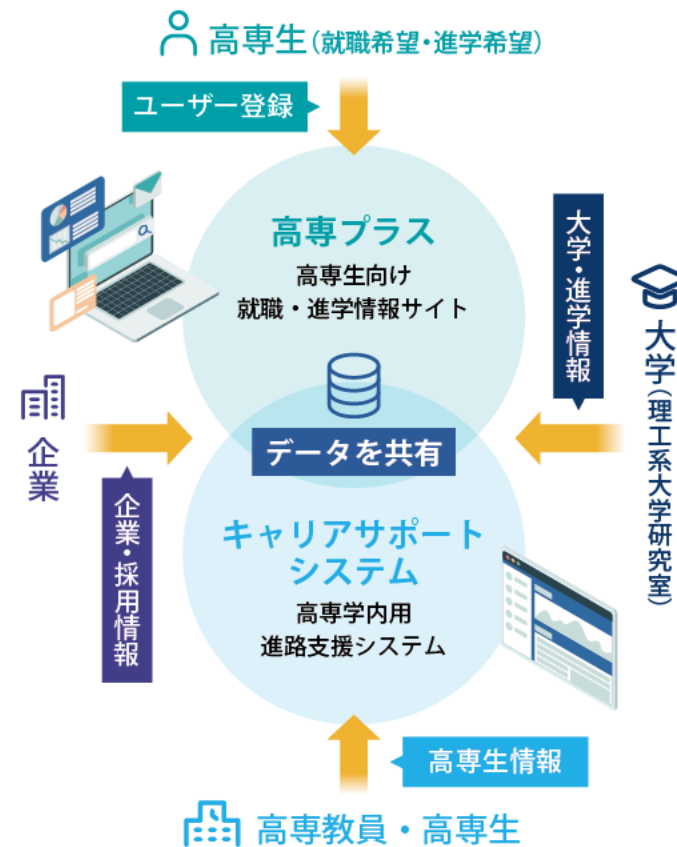 高専生(就職希望・進学希望)
ユーザー登録
高専プラス
高専生向け
就職・進学情報サイト
大学・進学情報
大学(理工系大学研究室)
企業
データを共有
企業・採用情報
キャリアサポート
システム
高専学内用
進路支援システム
高専生情報
高専教員・高専生